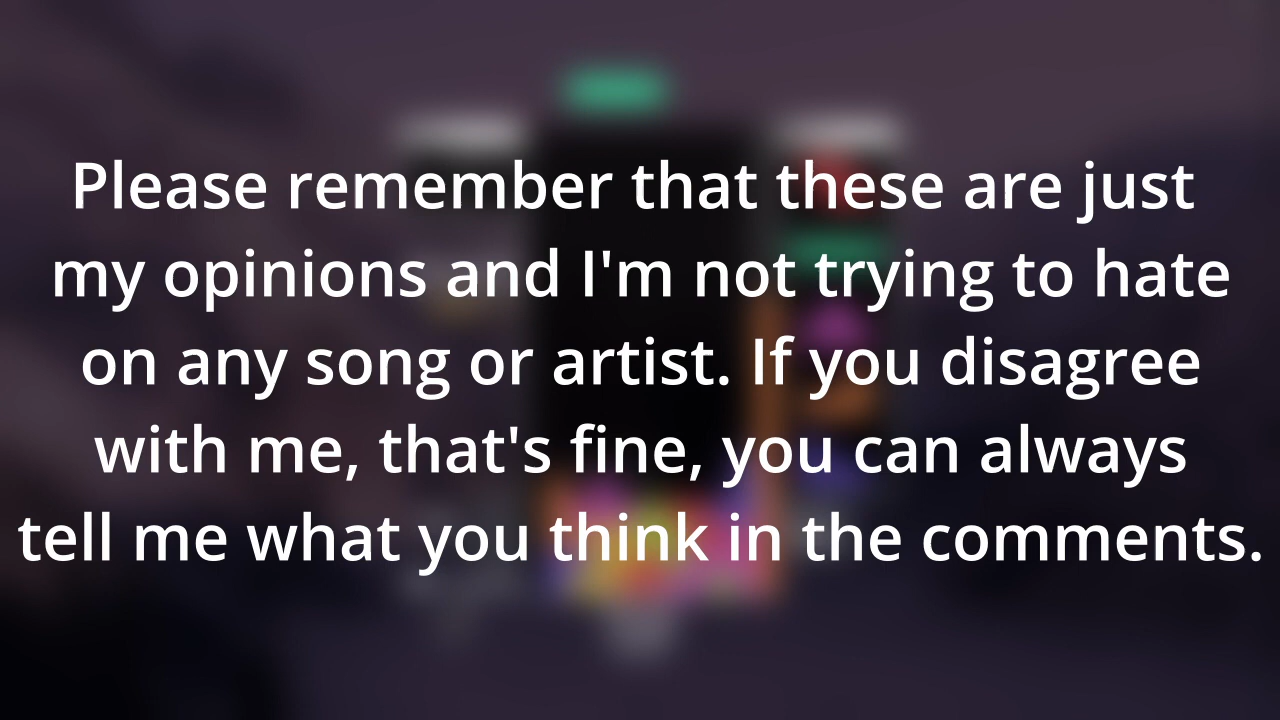 Please remember that these are just
my opinions and I'm not trying to hate
on any song or artist. If you disagree
with me, that's fine, you can always
tell me what you think in the comments.